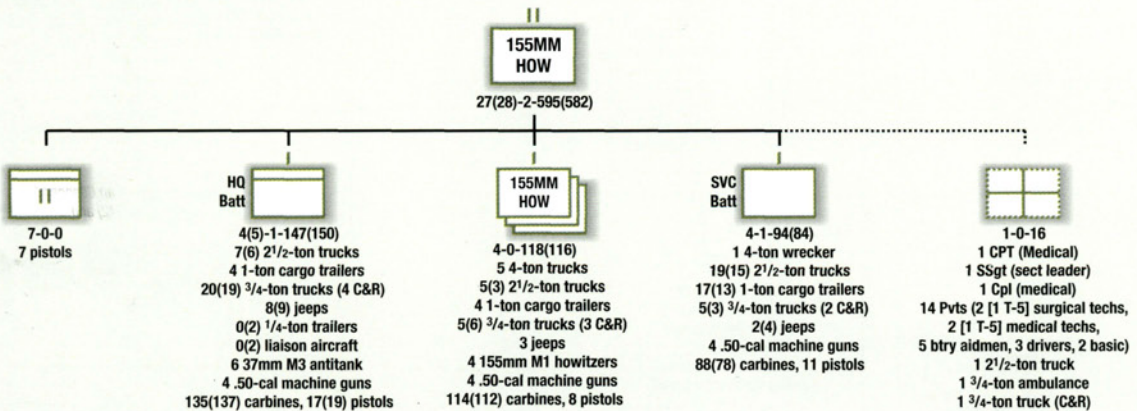 155MM
HOW
27(28)-2-595(582)
7-0-0
7 pistols
HQ
Batt
4(5)-1-147(150)
7(6) 2 1/2-ton trucks
4 1-ton cargo trailers
20(19) 3/4-ton trucks (4 C&R)
8(9) jeeps
0(2) 1/4-ton trailers
0(2) liaison aircraft
6 37mm M3 antitank
4 .50-cal machine guns
135(137) carbines, 17(19) pistols
155MM
HOW
4-0-118(116)
5 4-ton trucks
5(3) 2 1/2-ton trucks
4 1-ton cargo trailers
5(6) 3/4-ton trucks (3 C&R)
3 jeeps
4 155mm M1 howitzers
4 .50-cal machine guns
114(112) carbines, 8 pistols
SVC
Batt
4-1-94(84)
1 4-ton wrecker
19(15) 2 1/2-ton trucks
17(13) 1-ton cargo trailers
5(3) 3/4-ton trucks (2 C&R)
2(4) jeeps
4 .50-cal machine guns
88(78) carbines, 11 pistols
1-0-16
1 CPT (Medical)
1 SSgt (sect leader)
1 Cpl (medical)
14 Pvts (2 [1 T-5] surgical techs,
2 [1 T-5] medical techs,
5 btry aidmen, 3 drivers, 2 basic)
1 2 1/2-ton truck
1 3/4-ton ambulance
1 3/4-ton truck (C&R)